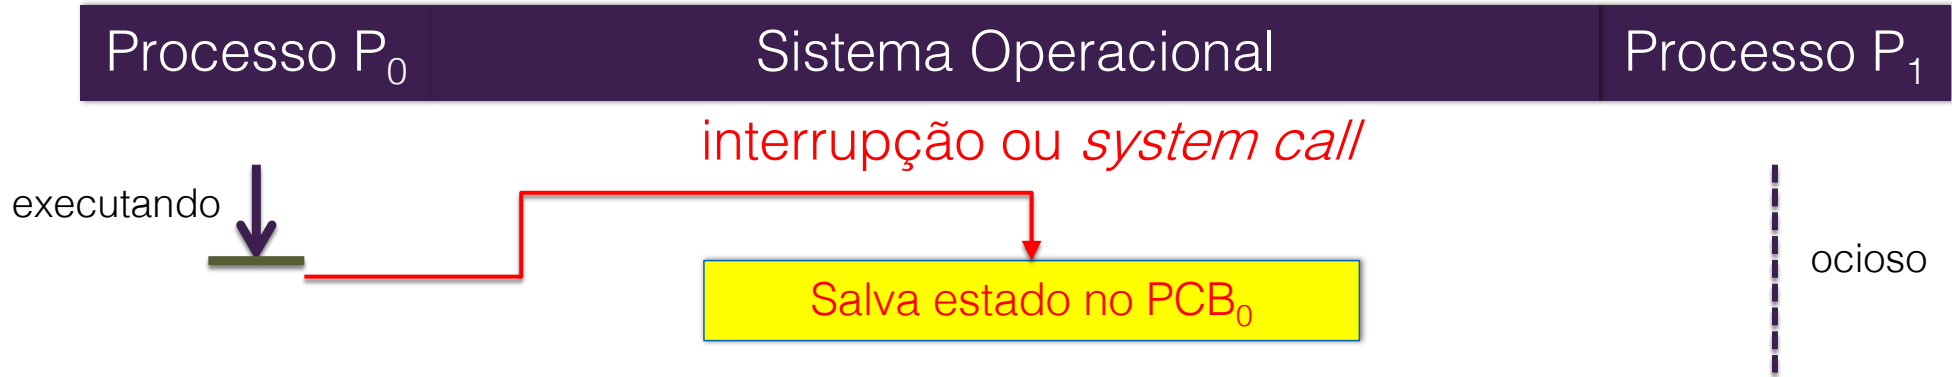 Processo P₀ Sistema Operacional Processo P₁
interrupção ou system call
executando
ocioso
Salva estado no PCB₀